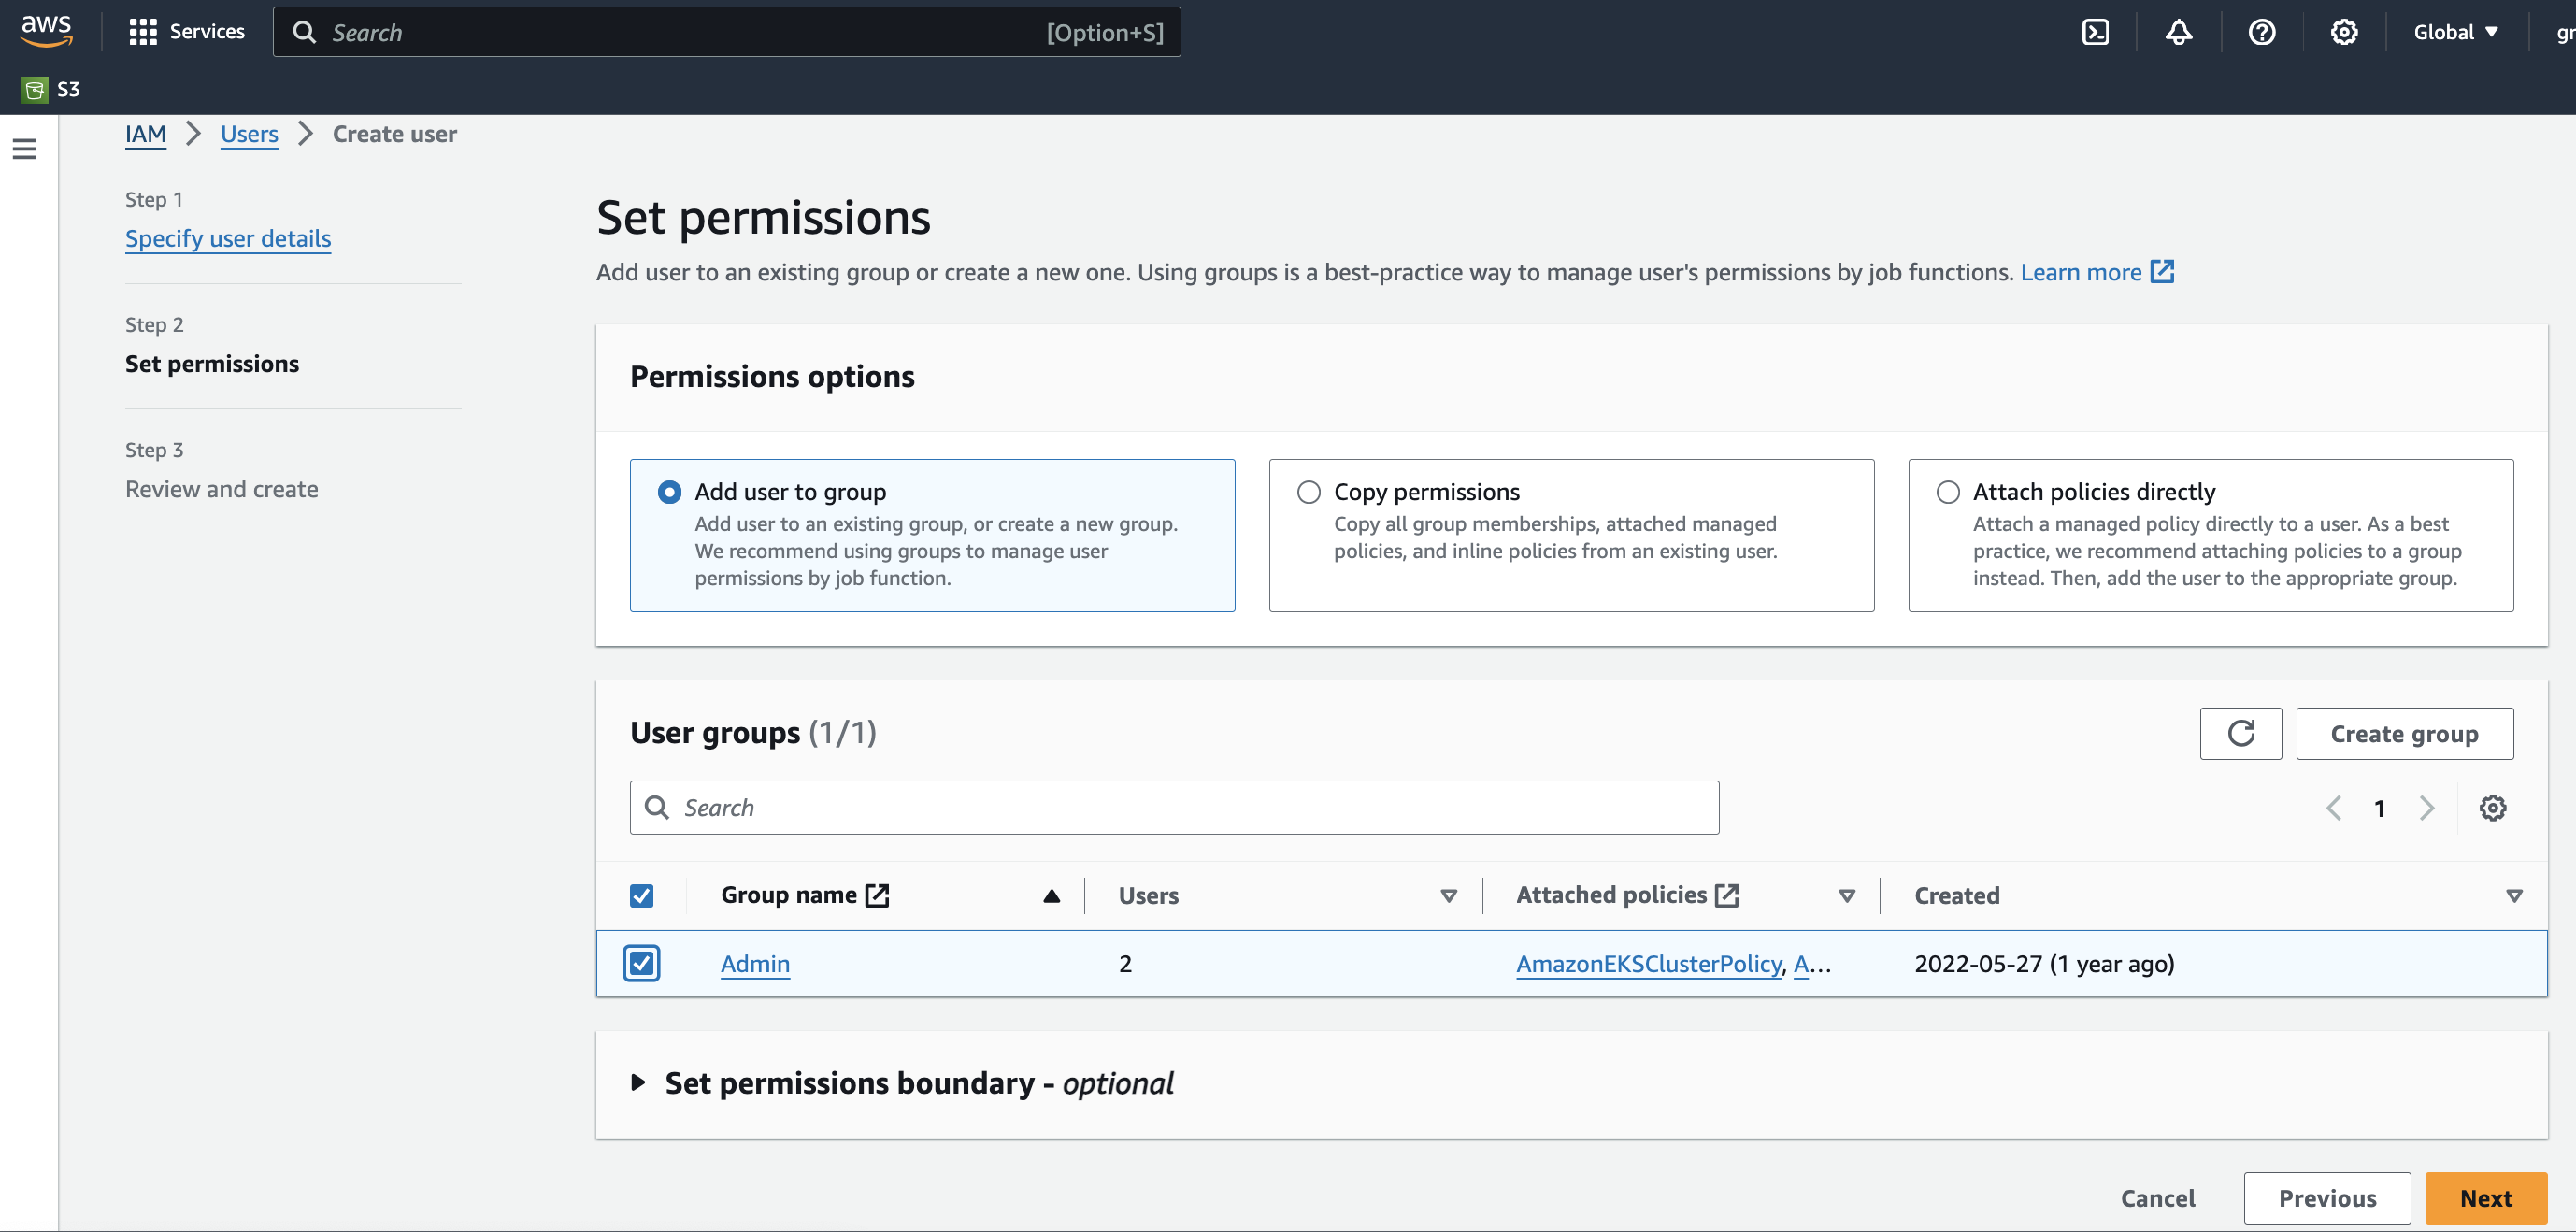 aws
Services
Search
[Option+S]
Global
gr
S3
IAM
Users
Create user
Step 1
Specify user details
Step 2
Set permissions
Step 3
Review and create
Set permissions
Add user to an existing group or create a new one. Using groups is a best-practice way to manage user's permissions by job functions. Learn more
Permissions options
Add user to group
Add user to an existing group, or create a new group.
We recommend using groups to manage user
permissions by job function.
Copy permissions
Copy all group memberships, attached managed
policies, and inline policies from an existing user.
Attach policies directly
Attach a managed policy directly to a user. As a best
practice, we recommend attaching policies to a group
instead. Then, add the user to the appropriate group.
User groups (1/1)
Create group
Search
1
Group name
Users
Attached policies
Created
Admin
2
AmazonEKSClusterPolicy, A...
2022-05-27 (1 year ago)
Set permissions boundary - optional
Cancel
Previous
Next